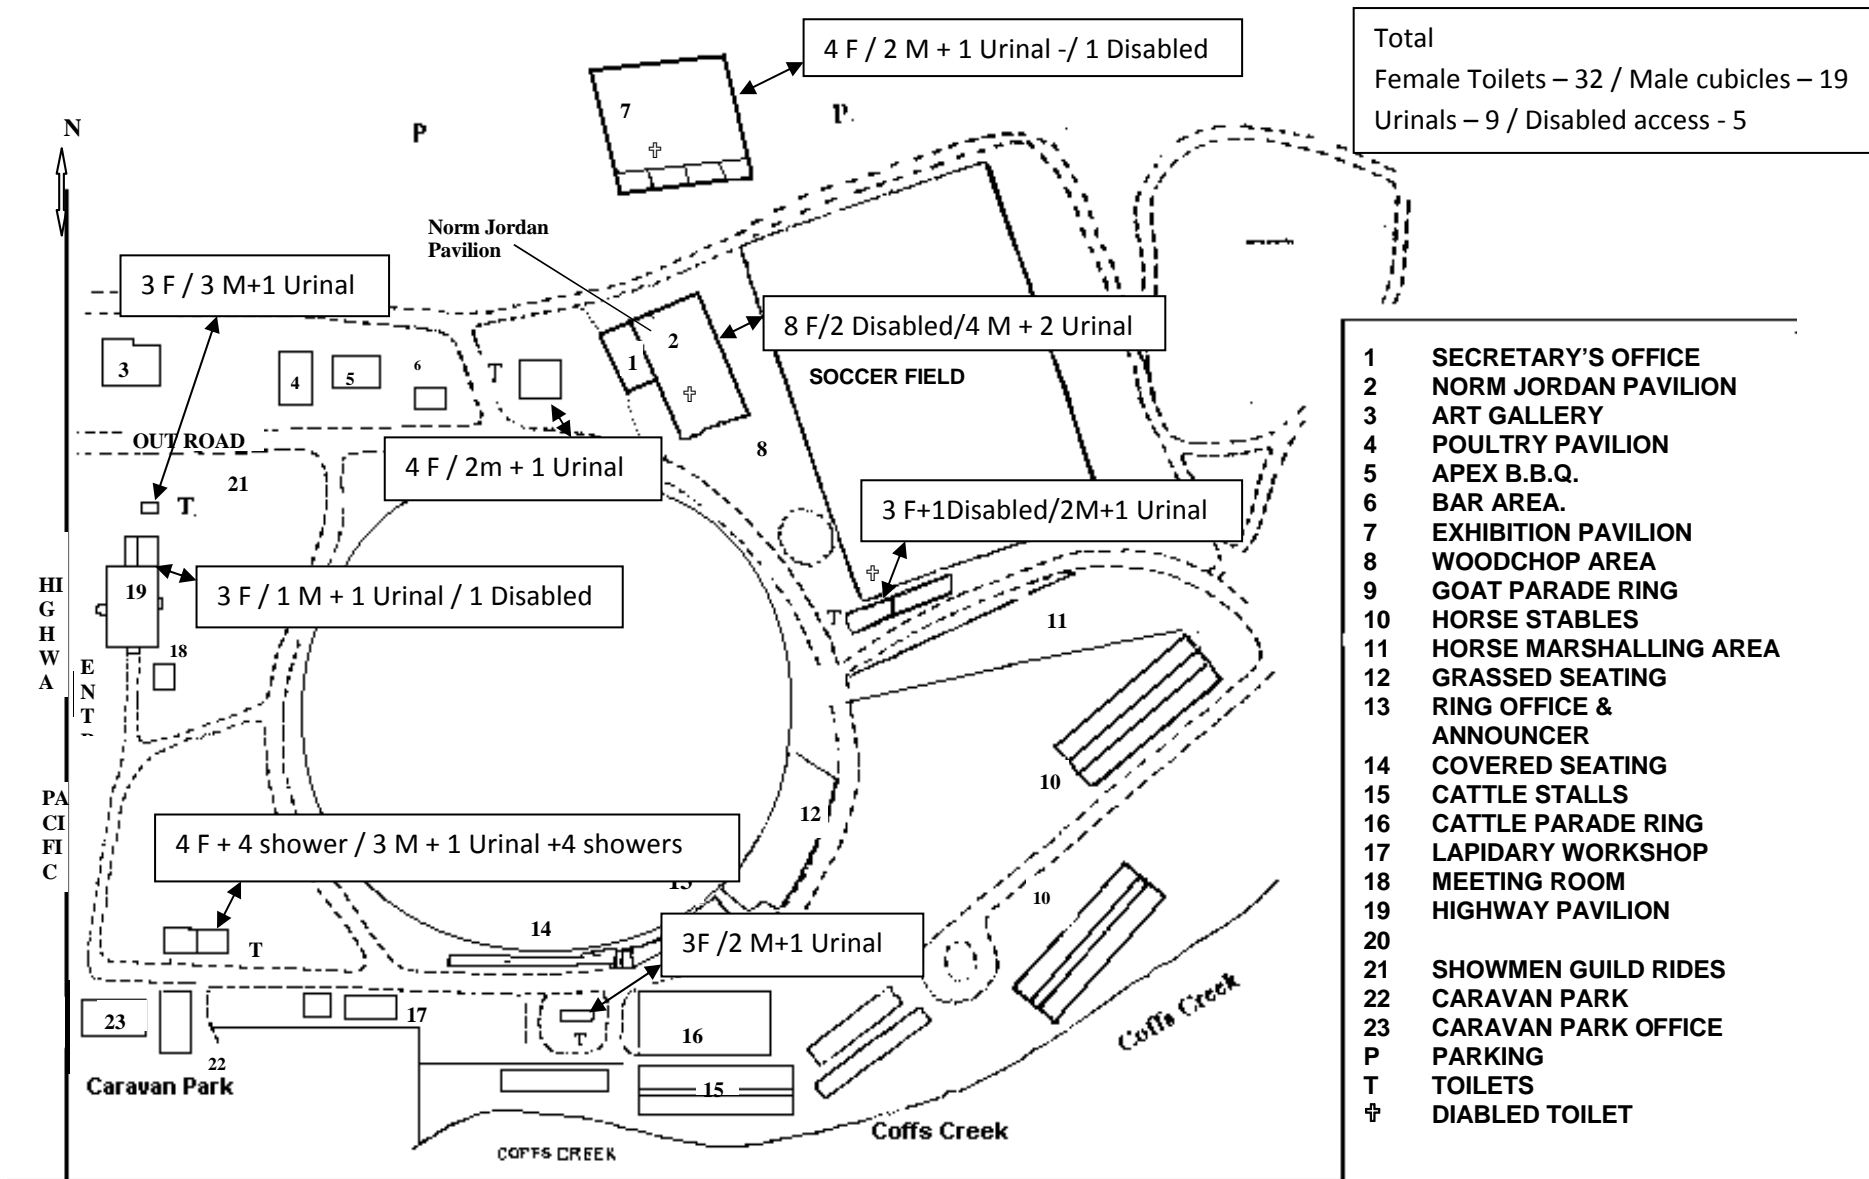 4 F / 2 M + 1 Urinal -/ 1 Disabled
Total
Female Toilets – 32 / Male cubicles – 19
Urinals – 9 / Disabled access - 5
N
P
7
P.
Norm Jordan
Pavilion
3 F / 3 M+1 Urinal
8 F/2 Disabled/4 M + 2 Urinal
SOCCER FIELD
3
4
5
6
T
1
2
OUT ROAD
4 F / 2m + 1 Urinal
8
21
T.
3 F+1Disabled/2M+1 Urinal
19
3 F / 1 M + 1 Urinal / 1 Disabled
T
11
18
HI
G
H
W
A
E
N
T
PA
CI
FI
C
10
12
4 F + 4 shower / 3 M + 1 Urinal +4 showers
10
14
3F /2 M+1 Urinal
T
23
17
T
16
22
Caravan Park
15
Coffs Creek
Coffs Creek
COFFS CREEK
1 SECRETARY'S OFFICE
2 NORM JORDAN PAVILION
3 ART GALLERY
4 POULTRY PAVILION
5 APEX B.B.Q.
6 BAR AREA.
7 EXHIBITION PAVILION
8 WOODCHOP AREA
9 GOAT PARADE RING
10 HORSE STABLES
11 HORSE MARSHALLING AREA
12 GRASSED SEATING
13 RING OFFICE &
ANNOUNCER
14 COVERED SEATING
15 CATTLE STALLS
16 CATTLE PARADE RING
17 LAPIDARY WORKSHOP
18 MEETING ROOM
19 HIGHWAY PAVILION
20
21 SHOWMEN GUILD RIDES
22 CARAVAN PARK
23 CARAVAN PARK OFFICE
P PARKING
T TOILETS
✞ DIABLED TOILET